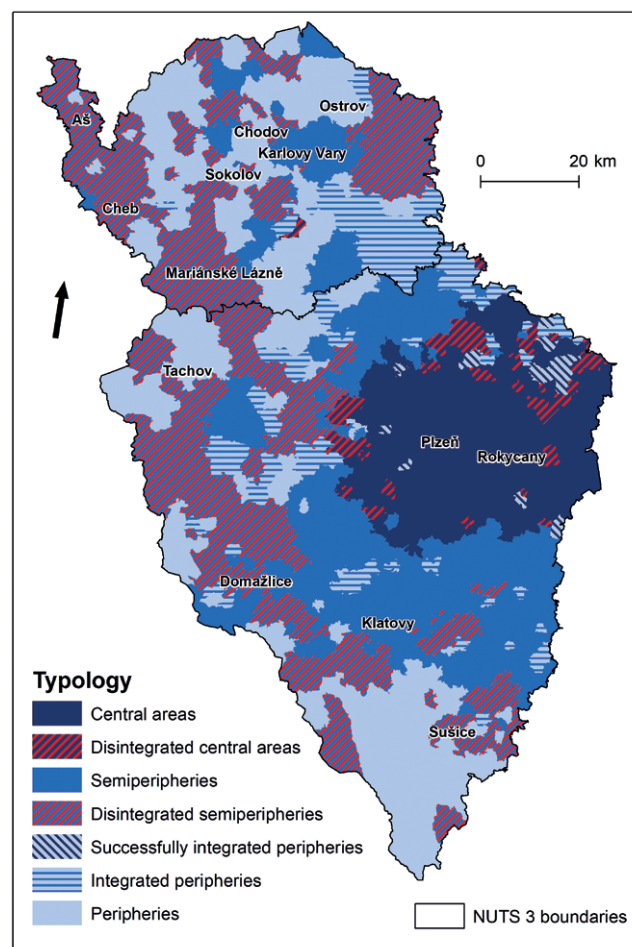 Ostrov
Aš
Chodov
Karlovy Vary
0 20 km
Sokolov
Cheb
Mariánské Lázně
Tachov
Plzeň
Rokycany
Domažlice
Klatovy
Sušice
Typology
Central areas
Disintegrated central areas
Semiperipheries
Disintegrated semiperipheries
Successfully integrated peripheries
Integrated peripheries
Peripheries
NUTS 3 boundaries